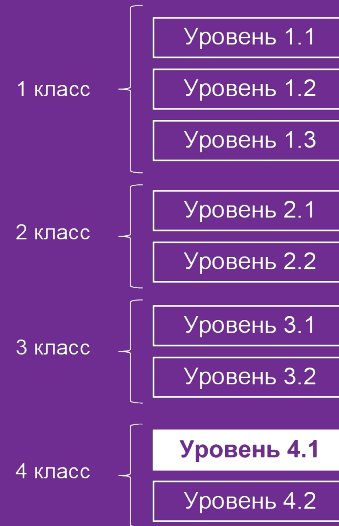 1 класс
Уровень 1.1
Уровень 1.2
Уровень 1.3
2 класс
Уровень 2.1
Уровень 2.2
3 класс
Уровень 3.1
Уровень 3.2
4 класс
Уровень 4.1
Уровень 4.2